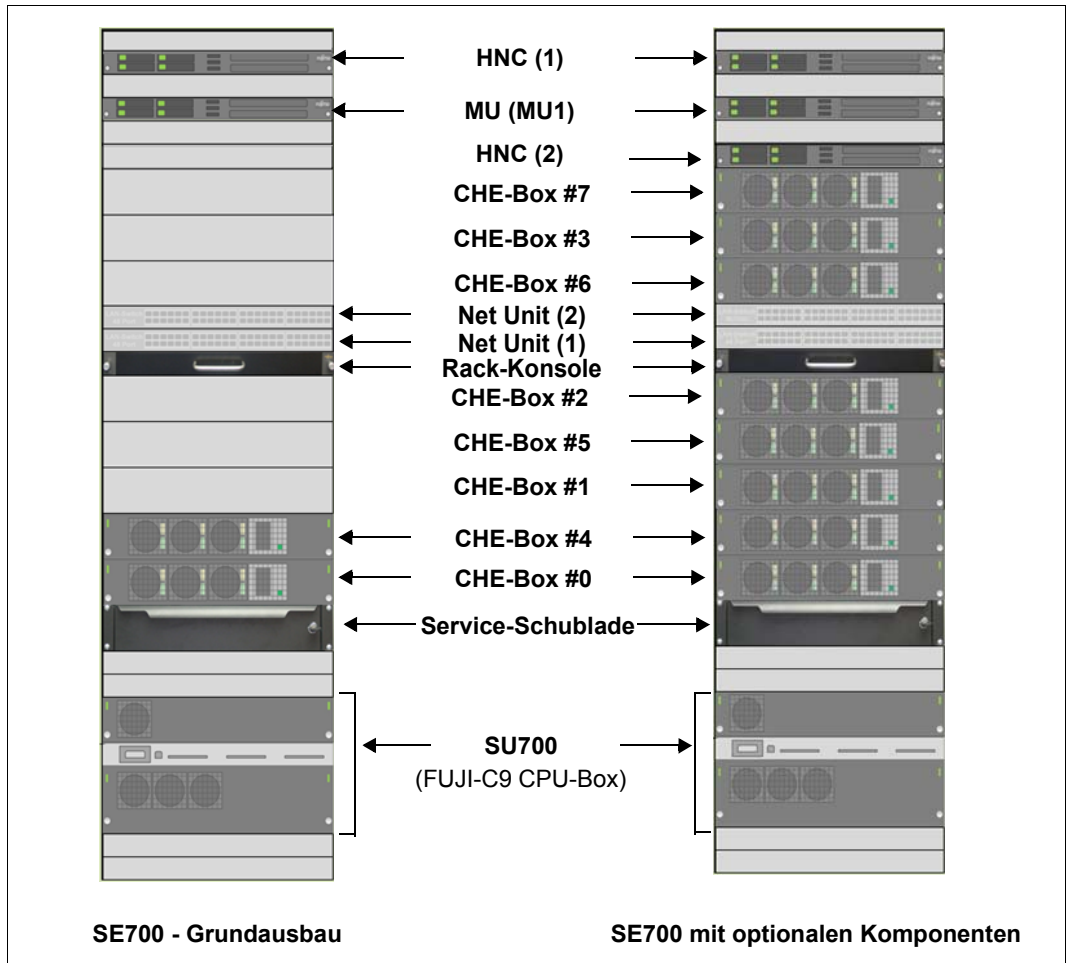 HNC (1)
MU (MU1)
HNC (2)
CHE-Box #7
CHE-Box #3
CHE-Box #6
Net Unit (2)
Net Unit (1)
Rack-Konsole
CHE-Box #2
CHE-Box #5
CHE-Box #1
CHE-Box #4
CHE-Box #0
Service-Schublade
SU700
(FUJI-C9 CPU-Box)
SE700 - Grundausbau
SE700 mit optionalen Komponenten